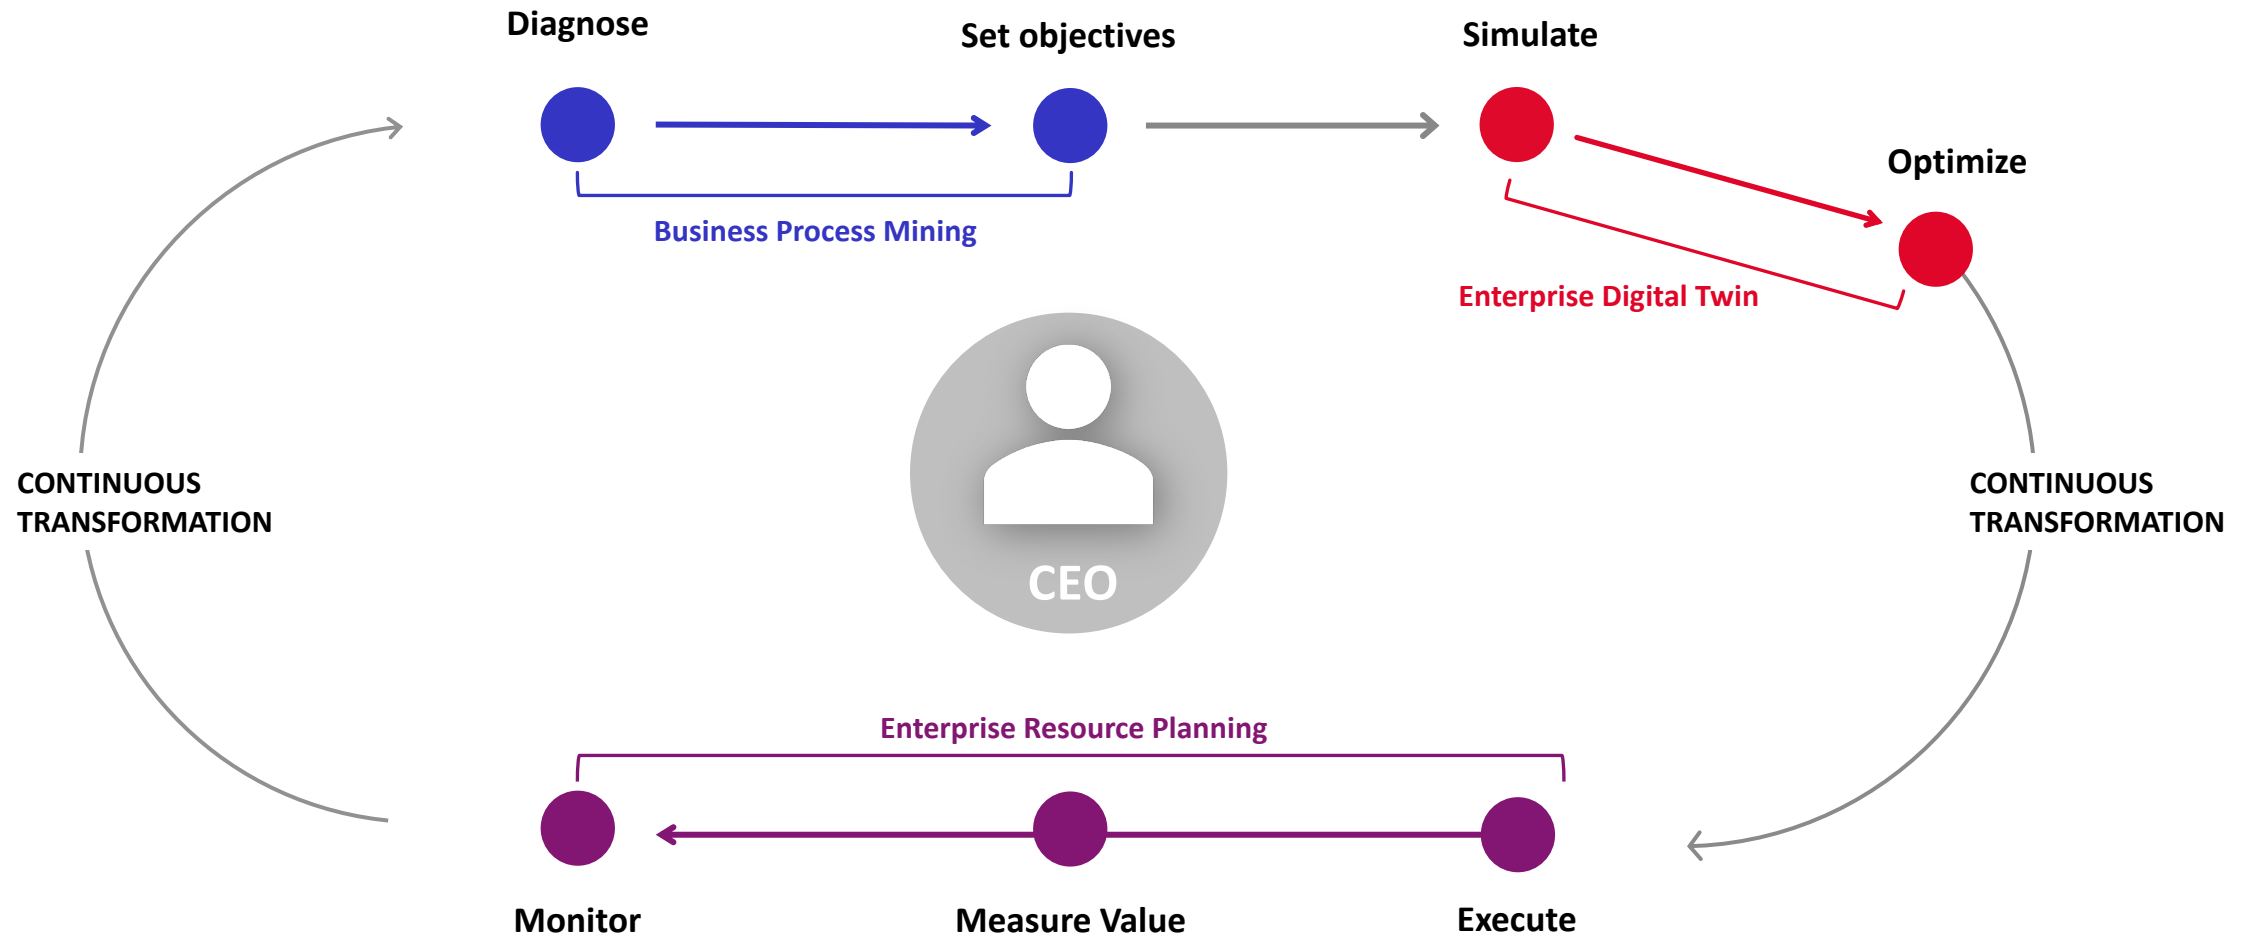 Diagnose
Set objectives
Simulate
Optimize
Business Process Mining
Enterprise Digital Twin
CONTINUOUS
TRANSFORMATION
CEO
CONTINUOUS
TRANSFORMATION
Enterprise Resource Planning
Monitor
Measure Value
Execute